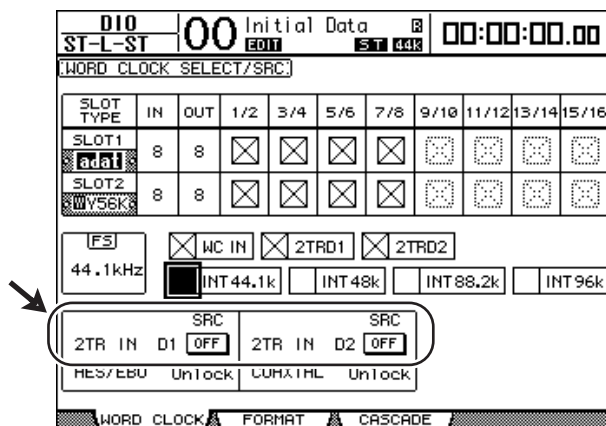 DIO 00 Initial Data 00:00:00.00
ST-L-ST EDIT ST 44k
WORD CLOCK SELECT/SRC
SLOT TYPE IN OUT 1/2 3/4 5/6 7/8 9/10 11/12 13/14 15/16
SLOT1 adat 8 8
SLOT2 Y56K 8 8
FS WC IN 2TRD1 2TRD2
44.1kHz INT44.1k INT48k INT88.2k INT96k
SRC SRC
2TR IN D1 OFF 2TR IN D2 OFF
AES/EBU Unlock COAXIAL Unlock
WORD CLOCK FORMAT CASCADE